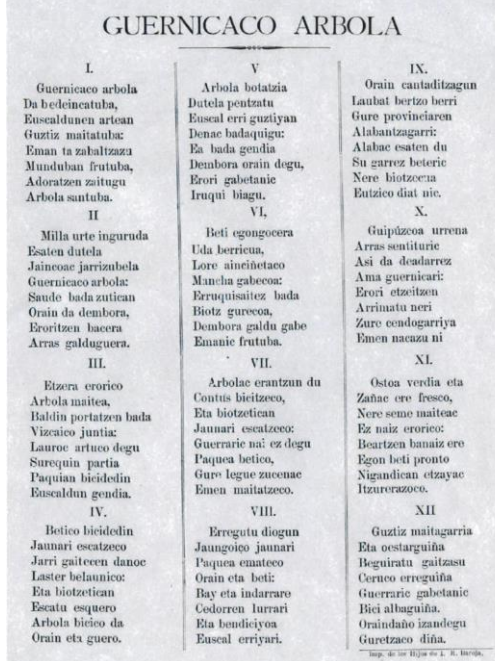 GUERNICACO ARBOLA
I.
Guernicaco arbola
Da bedeincatuba,
Euscaldunen artean
Guztiz maitatuba:
Eman ta zabaltzazu
Munduban frutuba,
Adoratzen zaitugu
Arbola santuba.
II
Milla urte inguruda
Esaten dutela
Jaincoac jarrizubela
Guernicaco arbola:
Saude bada zutican
Orain da dembora,
Eroritzen bacera
Arras galduguera.
III.
Etzera erorico
Arbola maitea,
Baldin portatzen bada
Vizcaico juntia:
Lauroc artuco degu
Surequin partia
Paquian bicidedin
Euscaldun gendia.
IV.
Betico bicidedin
Jaunari escatzeco
Jarri gaitecen danoc
Laster belaunico:
Eta biotzetican
Escatu esquero
Arbola bicico da
Orain eta guero.
V
Arbola botatzia
Dutela pentzatu
Euscal erri guztiyan
Denac badaquigu:
Ea bada gendia
Dembora orain degu,
Erori gabetanic
Iruqui biagu.
VI,
Beti egongocera
Uda berricua,
Lore ainciñetaco
Mancha gabecoa:
Erruquisaitez bada
Biotz gurecoa,
Dembora galdu gabe
Emanic frutuba.
VII.
Arbolac erantzun du
Contuz bicitzeco,
Eta biotzetican
Jaunari escatzeco:
Guerraric nai ez degu
Paquea betico,
Gure legue zucenac
Emen maitatzeco.
VIII.
Erregutu diogun
Jaungoico jaunari
Paquea emateco
Orain eta beti:
Bay eta indarrare
Cedorren lurrari
Eta bendiciyoa
Euscal erriyari.
IX.
Orain cantaditzagun
Laubat bertzo berri
Gure provinciaren
Alabantzagarri:
Alabac esaten du
Su garrez beteric
Nere biotzecua
Eutzico diat nic.
X.
Guipúzcoa urrena
Arras sentituric
Asi da deadarrez
Ama guernicari:
Erori etzeitzen
Arrimatu neri
Zure cendogarriya
Emen nacazu ni
XI.
Ostoa verdia eta
Zañac ere fresco,
Nere seme maiteac
Ez naiz erorico:
Beartzen banaiz ero
Egon beti pronto
Nigandican etzayac
Itzurerazoco.
XII
Guztiz maitagarria
Eta oestarguiña
Beguiratu gaitzasu
Ceruco erreguiña
Guerraric gabetanic
Bici albaguiña.
Oraindaño izandegu
Guretzaco diña.
Imp. de los Hijos de I. R. Baroja.